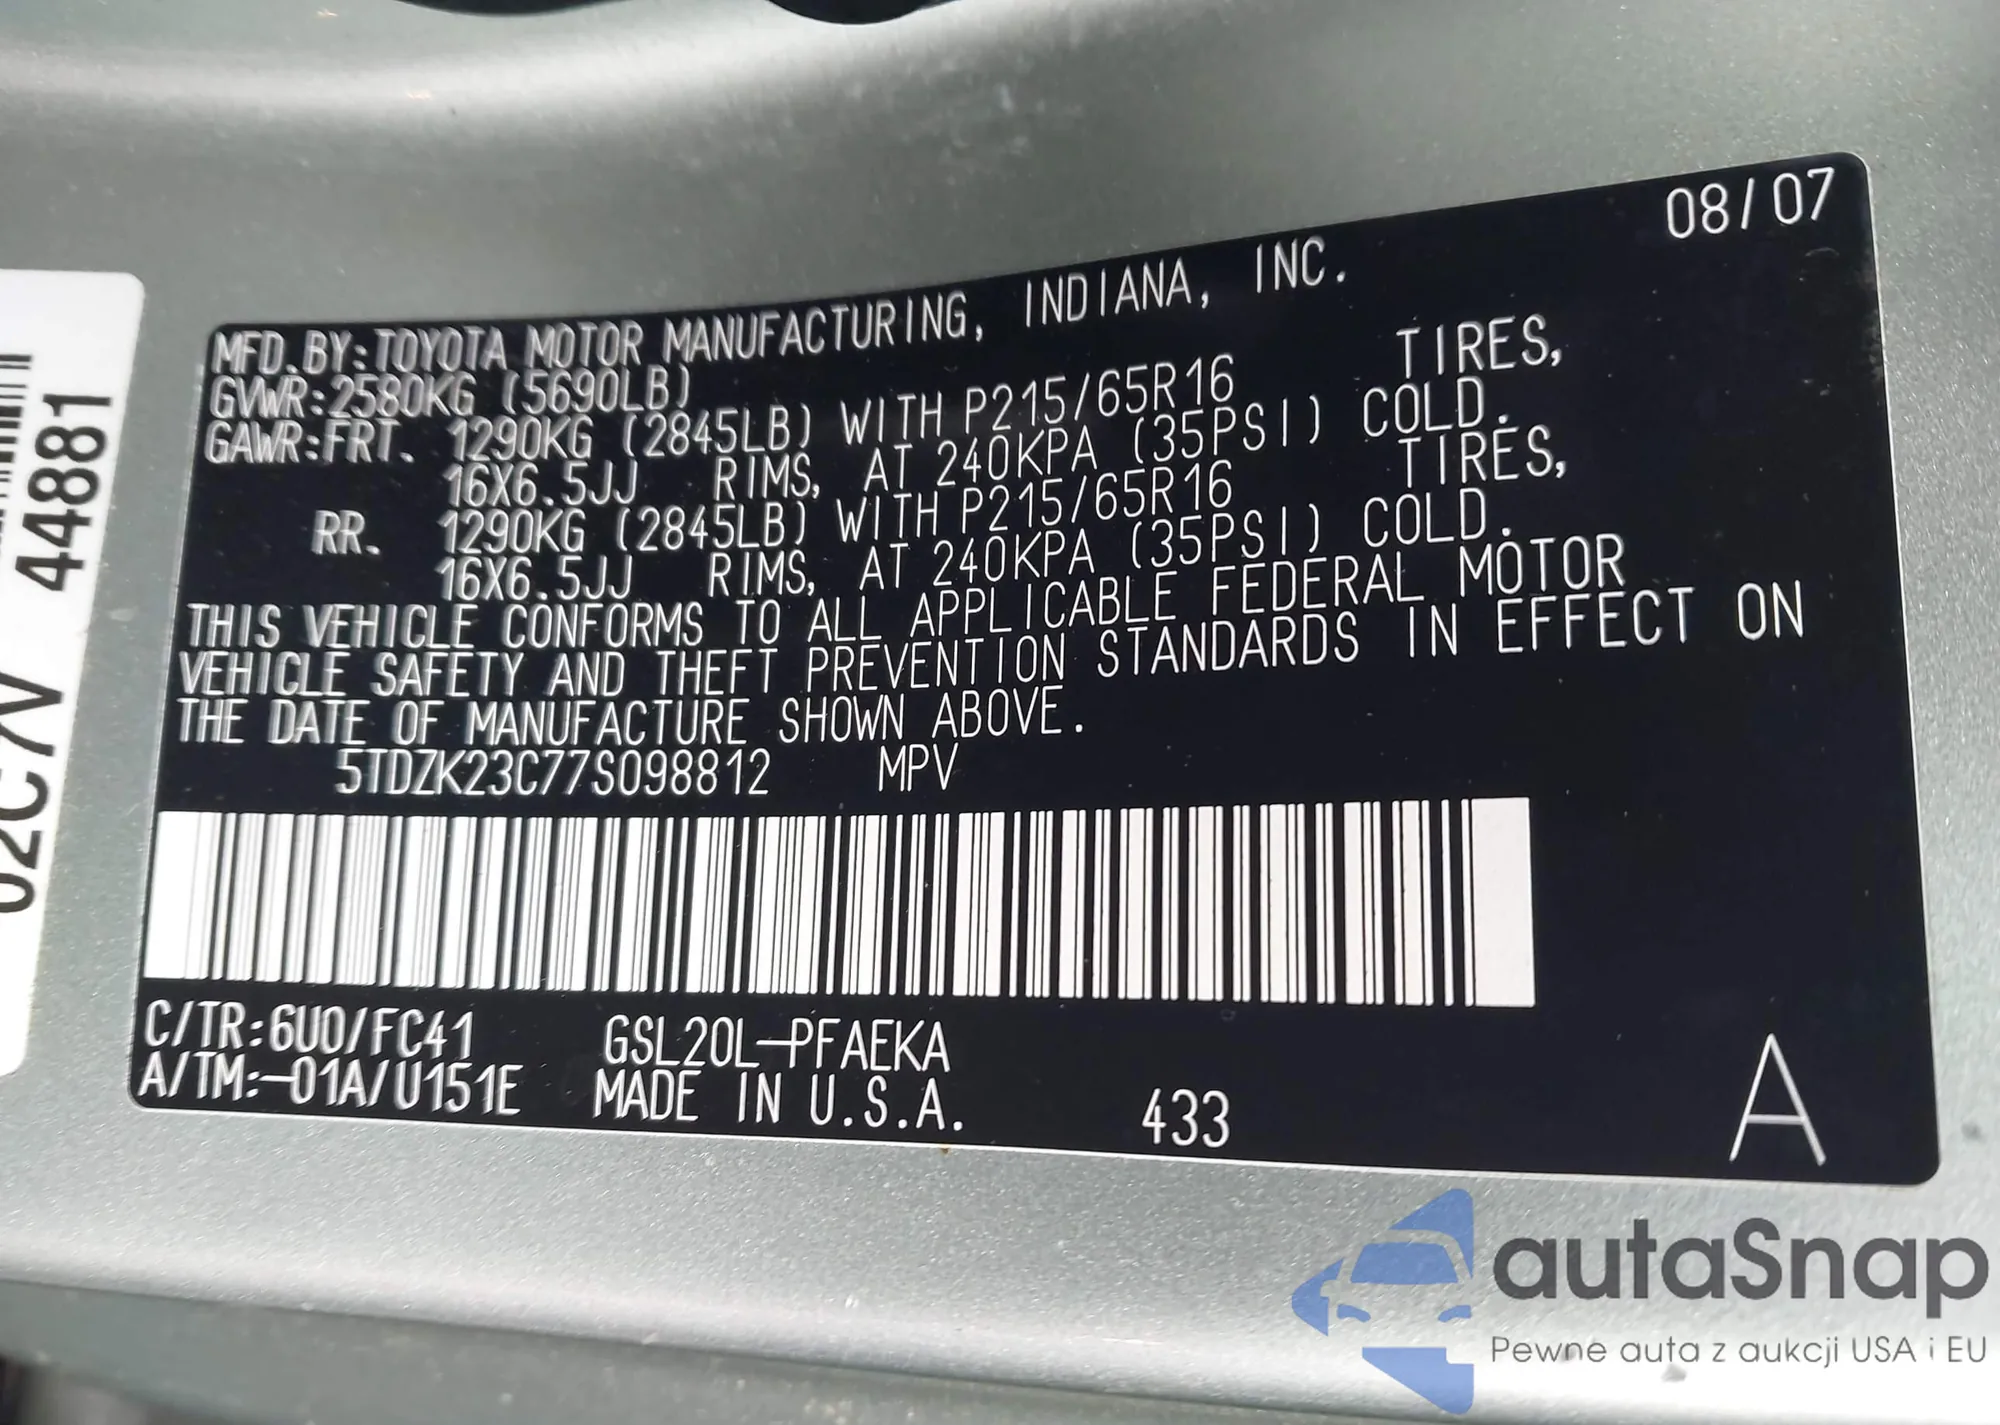 08/07
MFD.BY:TOYOTA MOTOR MANUFACTURING, INDIANA, INC.
GVWR:2580KG (5690LB)
GAWR:FRT. 1290KG (2845LB) WITH P215/65R16 TIRES,
16X6.5JJ RIMS, AT 240KPA (35PSI) COLD.
RR. 1290KG (2845LB) WITH P215/65R16 TIRES,
16X6.5JJ RIMS, AT 240KPA (35PSI) COLD.
THIS VEHICLE CONFORMS TO ALL APPLICABLE FEDERAL MOTOR
VEHICLE SAFETY AND THEFT PREVENTION STANDARDS IN EFFECT ON
THE DATE OF MANUFACTURE SHOWN ABOVE.
5TDZK23C77S098812 MPV
C/TR:6U0/FC41 GSL20L-PFAEKA
A/TM:-01A/U151E MADE IN U.S.A. 433 A
44881
autaSnap
Pewne auta z aukcji USA i EU